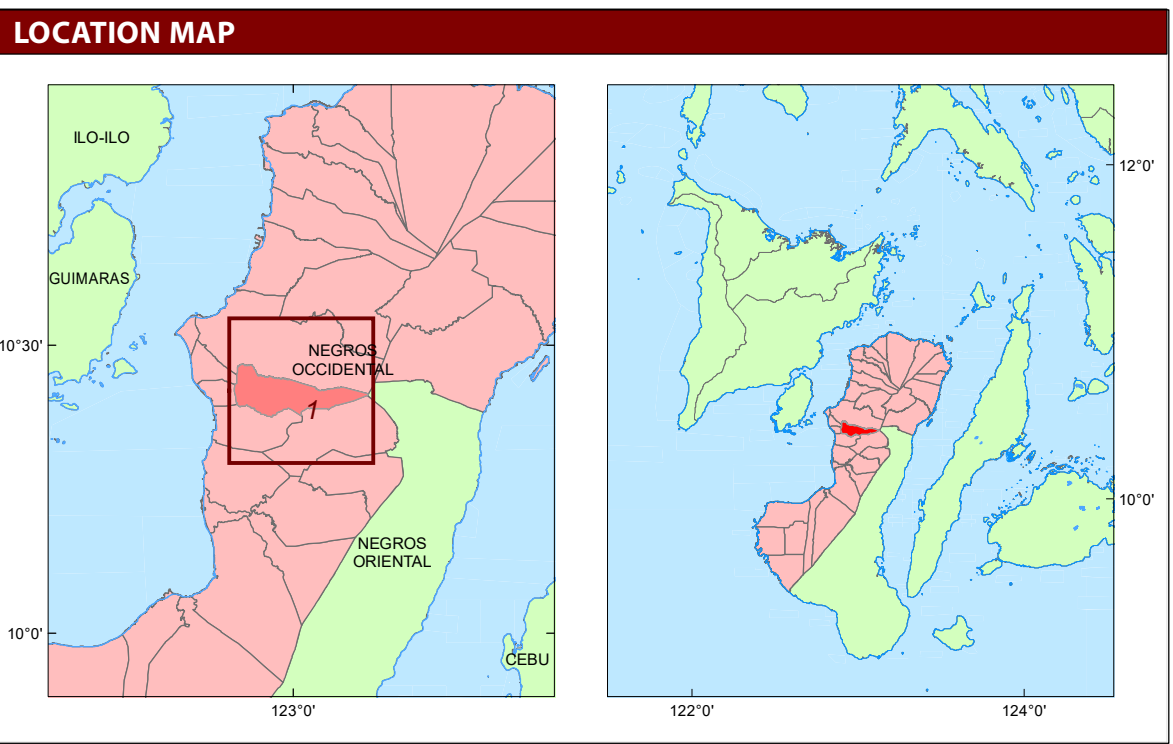 LOCATION MAP
ILO-ILO
GUIMARAS
10°30'
NEGROS
OCCIDENTAL
1
NEGROS
ORIENTAL
10°0'
CEBU
123°0'
12°0'
10°0'
122°0'
124°0'